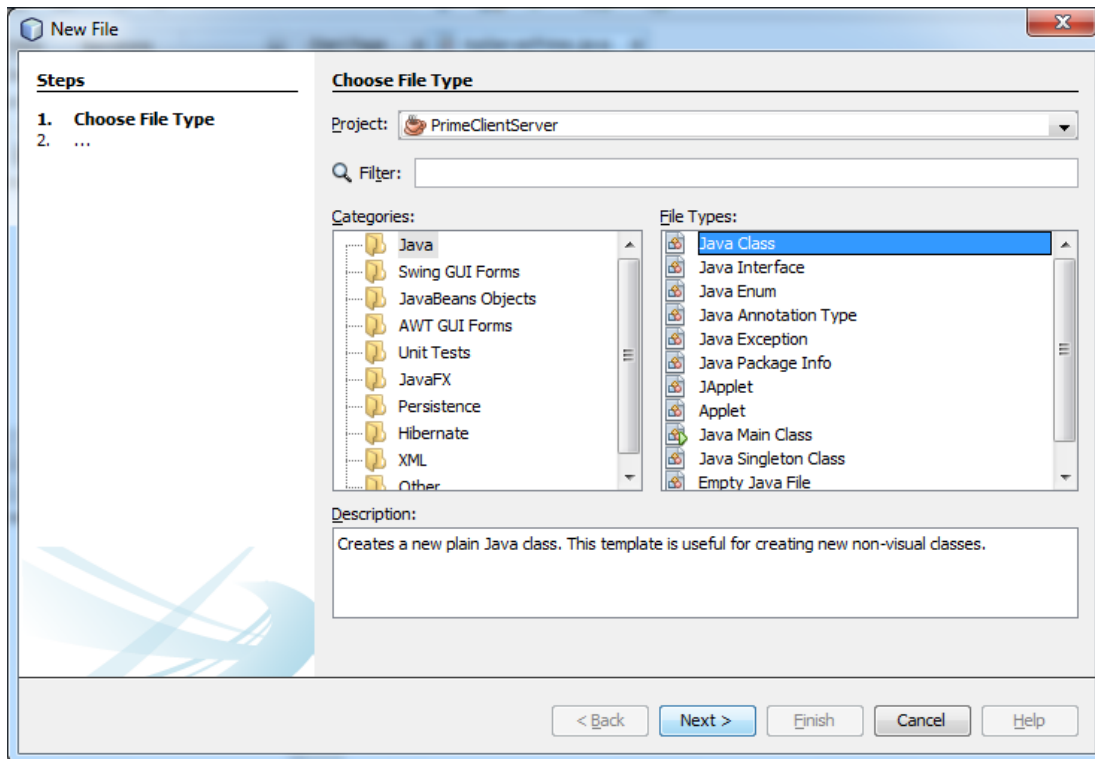 New File
Steps
1. Choose File Type
2. ...
Choose File Type
Project: PrimeClientServer
Filter:
Categories:
Java
Swing GUI Forms
JavaBeans Objects
AWT GUI Forms
Unit Tests
JavaFX
Persistence
Hibernate
XML
Other
File Types:
Java Class
Java Interface
Java Enum
Java Annotation Type
Java Exception
Java Package Info
JApplet
Applet
Java Main Class
Java Singleton Class
Empty Java File
Description:
Creates a new plain Java class. This template is useful for creating new non-visual classes.
< Back Next > Finish Cancel Help